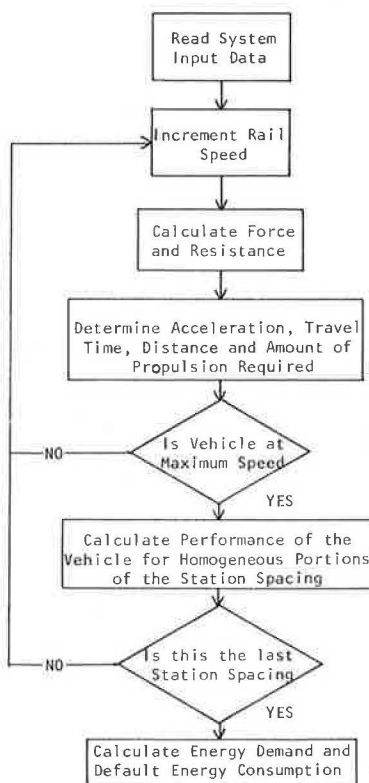 Read System
Input Data
Increment Rail
Speed
Calculate Force
and Resistance
Determine Acceleration, Travel
Time, Distance and Amount of
Propulsion Required
Is Vehicle at
Maximum Speed
NO
YES
Calculate Performance of the
Vehicle for Homogeneous Portions
of the Station Spacing
Is this the last
Station Spacing
NO
YES
Calculate Energy Demand and
Default Energy Consumption